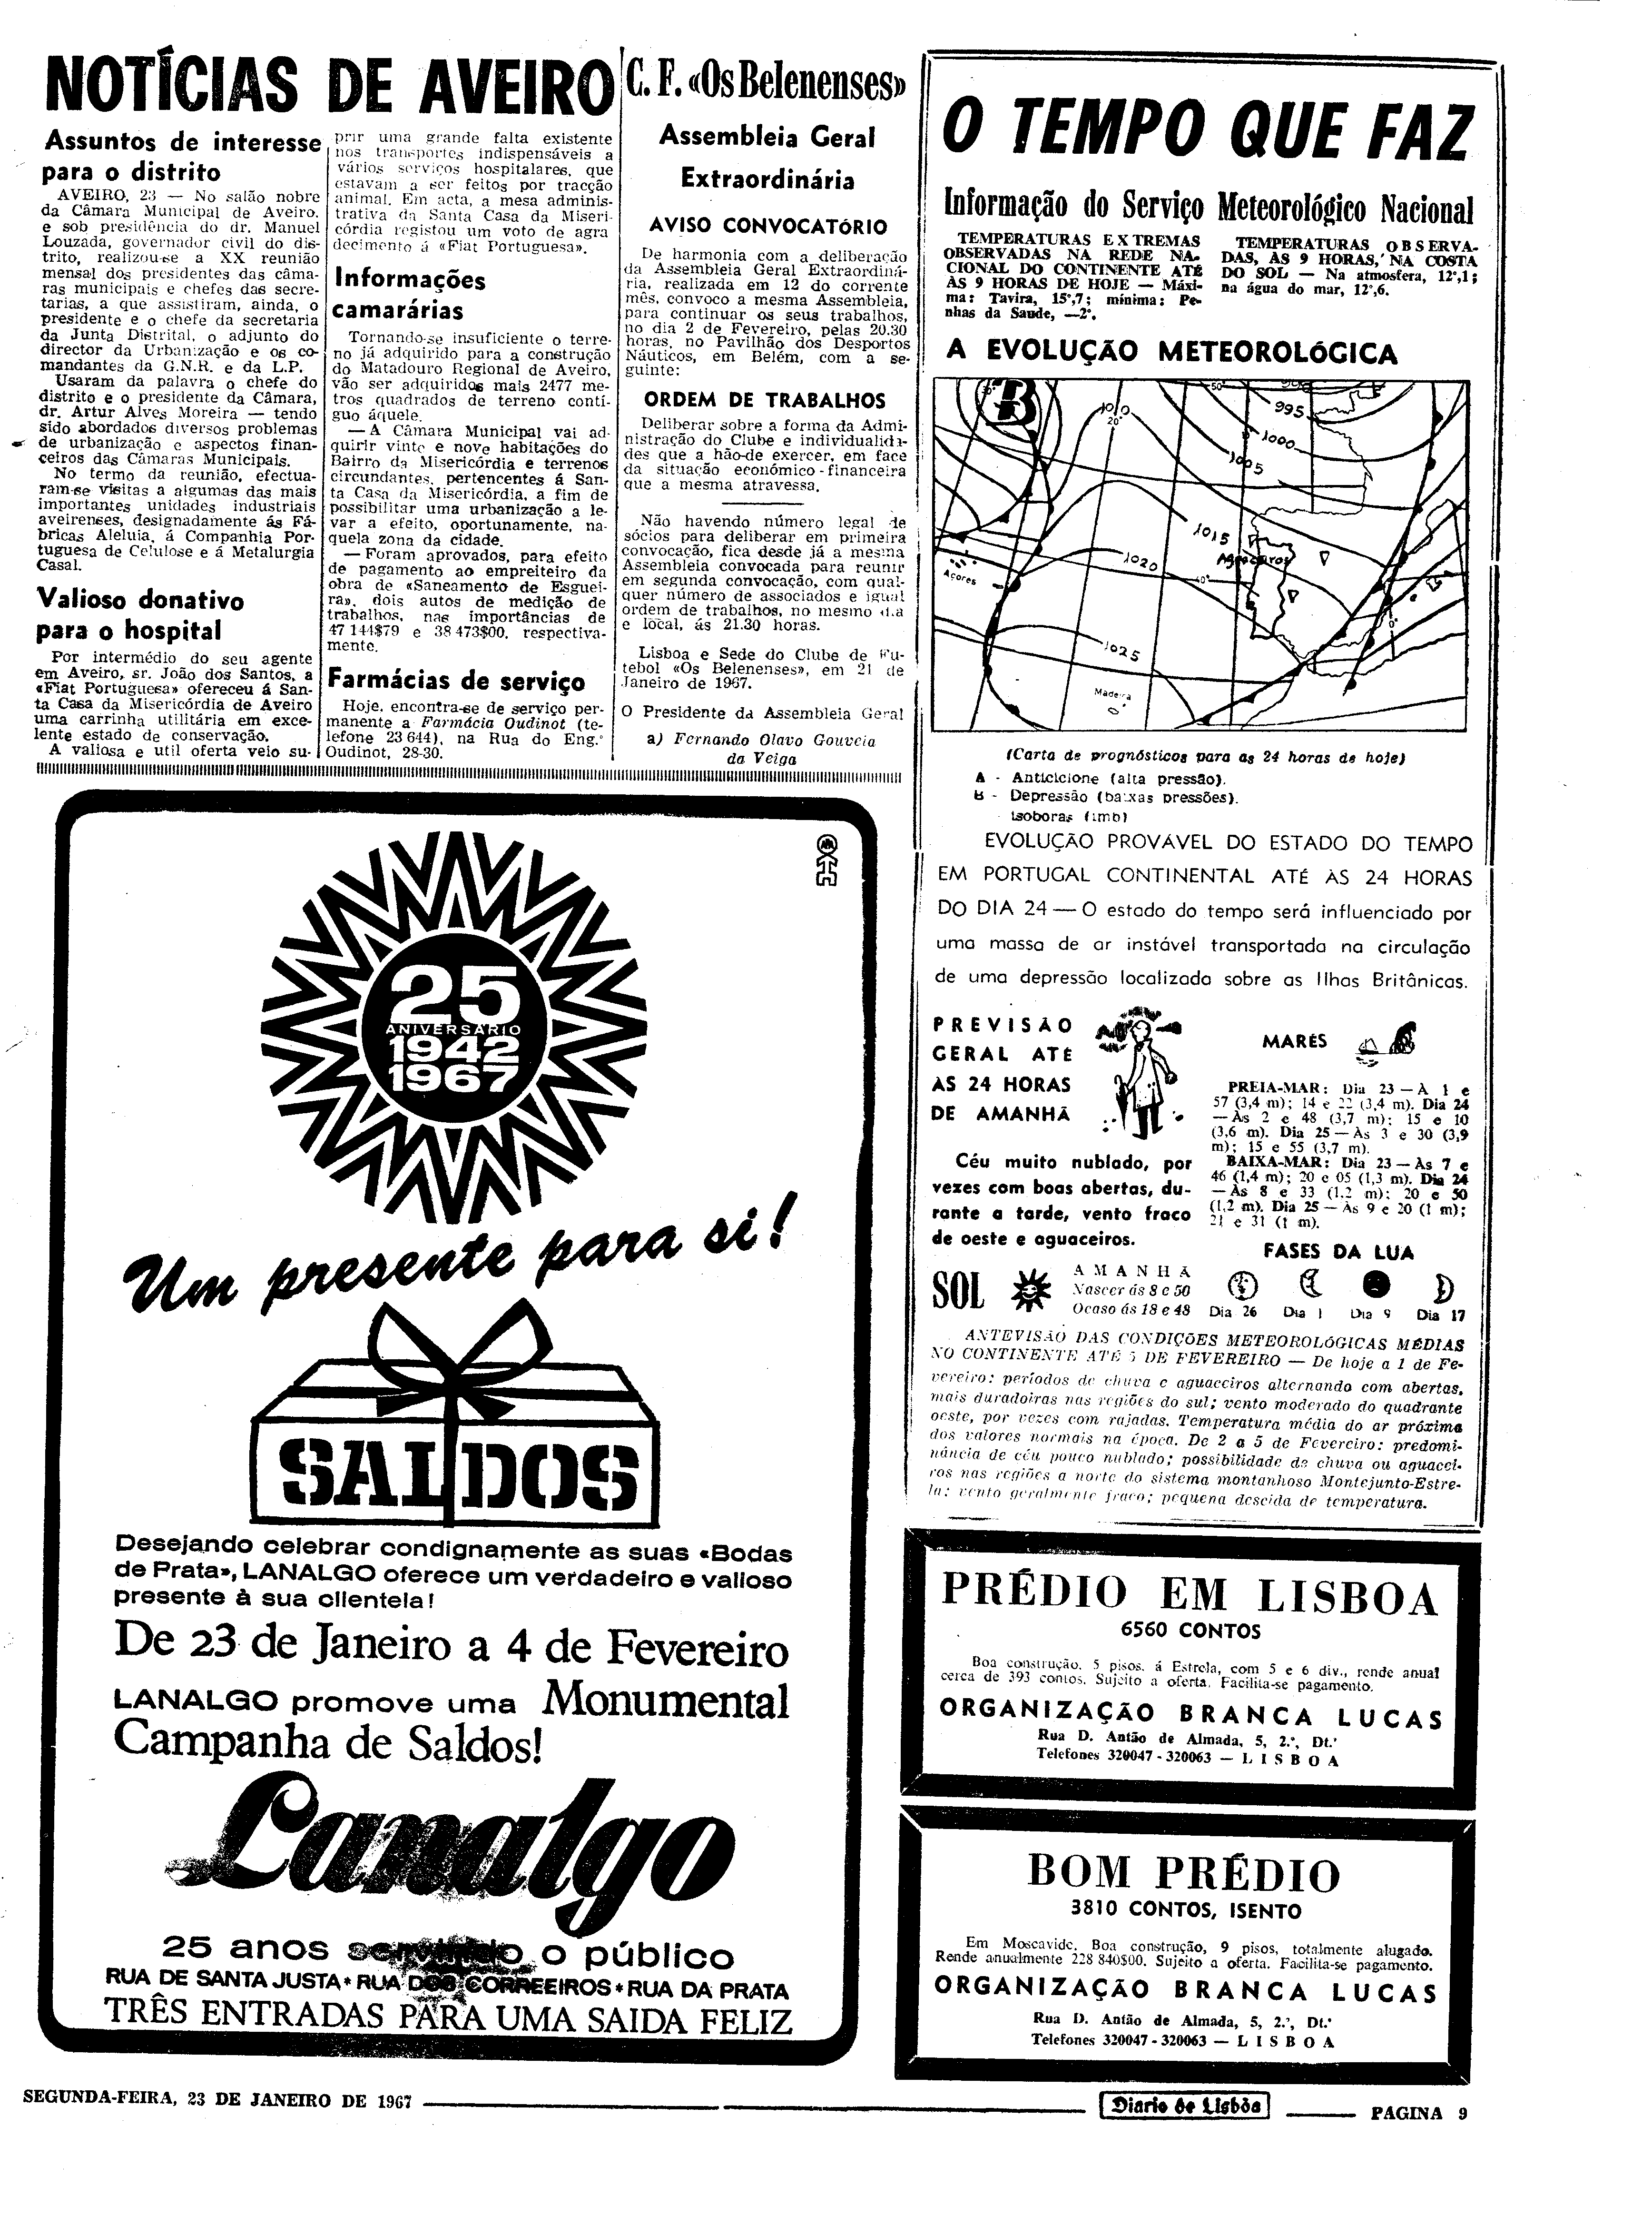 NOTÍCIAS DE AVEIRO
Assuntos de interesse
para o distrito
AVEIRO, 23 — No salão nobre
da Câmara Municipal de Aveiro,
e sob presidência do dr. Manuel
Louzada, governador civil do dis-
trito, realizou-se a XX reunião
mensal dos presidentes das câma-
ras municipais e chefes das secre-
tarias, a que assistiram, ainda, o
presidente e o chefe da secretaria
da Junta Distrital, o adjunto do
director da Urbanização e os co-
mandantes da G.N.R. e da L.P.
Usaram da palavra o chefe do
distrito e o presidente da Câmara,
dr. Artur Alves Moreira — tendo
sido abordados diversos problemas
de urbanização e aspectos finan-
ceiros das Câmaras Municipais.
No termo da reunião, efectua-
ram-se visitas a algumas das mais
importantes unidades industriais
aveirenses, designadamente ás Fá-
bricas Aleluia, á Companhia Por-
tuguesa de Celulose e á Metalurgia
Casal.
Valioso donativo
para o hospital
Por intermédio do seu agente
em Aveiro, sr. João dos Santos, a
«Fiat Portuguesa» ofereceu á San-
ta Casa da Misericórdia de Aveiro
uma carrinha utilitária em exce-
lente estado de conservação.
A valiosa e util oferta veio su-
prir uma grande falta existente
nos transportes indispensáveis a
vários serviços hospitalares, que
estavam a ser feitos por tracção
animal. Em acta, a mesa adminis-
trativa da Santa Casa da Miseri-
córdia registou um voto de agra
decimento á «Fiat Portuguesa».
Informações
camarárias
Tornando-se insuficiente o terre-
no já adquirido para a construção
do Matadouro Regional de Aveiro,
vão ser adquiridos mais 2477 me-
tros quadrados de terreno contí-
guo áquele.
— A Câmara Municipal vai ad-
quirir vinte e nove habitações do
Bairro da Misericórdia e terrenos
circundantes, pertencentes á San-
ta Casa da Misericórdia, a fim de
possibilitar uma urbanização a le-
var a efeito, oportunamente, na-
quela zona da cidade.
— Foram aprovados, para efeito
de pagamento ao empreiteiro da
obra de «Saneamento de Esguei-
ra», dois autos de medição de
trabalhos, nas importâncias de
47 144$79 e 38 473$00, respectiva-
mente.
Farmácias de serviço
Hoje, encontra-se de serviço per-
manente a Farmácia Oudinot (te-
lefone 23 644), na Rua do Eng.º
Oudinot, 28-30.
C. F. «Os Belenenses»
Assembleia Geral
Extraordinária
AVISO CONVOCATÓRIO
De harmonia com a deliberação
da Assembleia Geral Extraordiná-
ria, realizada em 12 do corrente
mês, convoco a mesma Assembleia,
para continuar os seus trabalhos,
no dia 2 de Fevereiro, pelas 20.30
horas, no Pavilhão dos Desportos
Náuticos, em Belém, com a se-
guinte:
ORDEM DE TRABALHOS
Deliberar sobre a forma da Admi-
nistração do Clube e individualida-
des que a hão-de exercer, em face
da situação económico-financeira
que a mesma atravessa.
Não havendo número legal de
sócios para deliberar em primeira
convocação, fica desde já a mesma
Assembleia convocada para reunir
em segunda convocação, com qual-
quer número de associados e igual
ordem de trabalhos, no mesmo dia
e local, ás 21.30 horas.
Lisboa e Sede do Clube de Fu-
tebol «Os Belenenses», em 21 de
Janeiro de 1967.
O Presidente da Assembleia Geral
a) Fernando Olavo Gouveia
da Veiga
O TEMPO QUE FAZ
Informação do Serviço Meteorológico Nacional
TEMPERATURAS EXTREMAS
OBSERVADAS NA REDE NA-
CIONAL DO CONTINENTE ATÉ
ÀS 9 HORAS DE HOJE — Máxi-
ma: Tavira, 15º,7; mínima: Pe-
nhas da Saude, —2º.
TEMPERATURAS OBSERVA-
DAS, ÀS 9 HORAS, NA COSTA
DO SOL — Na atmosfera, 12º,1;
na água do mar, 12º,6.
A EVOLUÇÃO METEOROLÓGICA
B
50°
1010
20°
995
1000
1005
1015
1020
40°
Aguaceiros
Açores
0°
1025
Madeira
(Carta de prognósticos para as 24 horas de hoje)
A - Anticiclone (alta pressão).
B - Depressão (baixas pressões).
Isoboras (imb)
EVOLUÇÃO PROVÁVEL DO ESTADO DO TEMPO
EM PORTUGAL CONTINENTAL ATÉ ÀS 24 HORAS
DO DIA 24 — O estado do tempo será influenciado por
uma massa de ar instável transportada na circulação
de uma depressão localizada sobre as Ilhas Britânicas.
PREVISÃO
GERAL ATÉ
ÀS 24 HORAS
DE AMANHÃ
Céu muito nublado, por
vezes com boas abertas, du-
rante a tarde, vento fraco
de oeste e aguaceiros.
MARÉS
PREIA-MAR: Dia 23 — À 1 e
57 (3,4 m); 14 e 22 (3,4 m). Dia 24
— Às 2 e 48 (3,7 m); 15 e 10
(3,6 m). Dia 25 — Às 3 e 30 (3,9
m); 15 e 55 (3,7 m).
BAIXA-MAR: Dia 23 — Às 7 e
46 (1,4 m); 20 e 05 (1,3 m). Dia 24
— Às 8 e 33 (1,2 m); 20 e 50
(1,2 m). Dia 25 — Às 9 e 20 (1 m);
21 e 31 (1 m).
SOL
AMANHÃ
Nascer ás 8 e 50
Ocaso ás 18 e 48
FASES DA LUA
Dia 26 Dia 1 Dia 9 Dia 17
ANTEVISÃO DAS CONDIÇÕES METEOROLÓGICAS MÉDIAS
NO CONTINENTE ATÉ 5 DE FEVEREIRO — De hoje a 1 de Fe-
vereiro: períodos de chuva e aguaceiros alternando com abertas,
mais duradoiras nas regiões do sul; vento moderado do quadrante
oeste, por vezes com rajadas. Temperatura média do ar próxima
dos valores normais na época. De 2 a 5 de Fevereiro: predomi-
nância de céu pouco nublado; possibilidade de chuva ou aguacei-
ros nas regiões a norte do sistema montanhoso Montejunto-Estre-
la; vento geralmente fraco; pequena descida de temperatura.
25
ANIVERSÁRIO
1942
1967
Um presente para si!
SALDOS
Desejando celebrar condignamente as suas «Bodas
de Prata», LANALGO oferece um verdadeiro e valioso
presente à sua clientela!
De 23 de Janeiro a 4 de Fevereiro
LANALGO promove uma Monumental
Campanha de Saldos!
Lanalgo
25 anos servindo o público
RUA DE SANTA JUSTA * RUA DOS CORREEIROS * RUA DA PRATA
TRÊS ENTRADAS PARA UMA SAIDA FELIZ
PRÉDIO EM LISBOA
6560 CONTOS
Boa construção, 5 pisos, á Estrela, com 5 e 6 div., rende anual
cerca de 393 contos. Sujeito a oferta. Facilita-se pagamento.
ORGANIZAÇÃO BRANCA LUCAS
Rua D. Antão de Almada, 5, 2.º, Dt.º
Telefones 320047 - 320063 — LISBOA
BOM PRÉDIO
3810 CONTOS, ISENTO
Em Moscavide. Boa construção, 9 pisos, totalmente alugado.
Rende anualmente 228 840$00. Sujeito a oferta. Facilita-se pagamento.
ORGANIZAÇÃO BRANCA LUCAS
Rua D. Antão de Almada, 5, 2.º, Dt.º
Telefones 320047 - 320063 — LISBOA
SEGUNDA-FEIRA, 23 DE JANEIRO DE 1967
Diario de Lisbôa
PAGINA 9